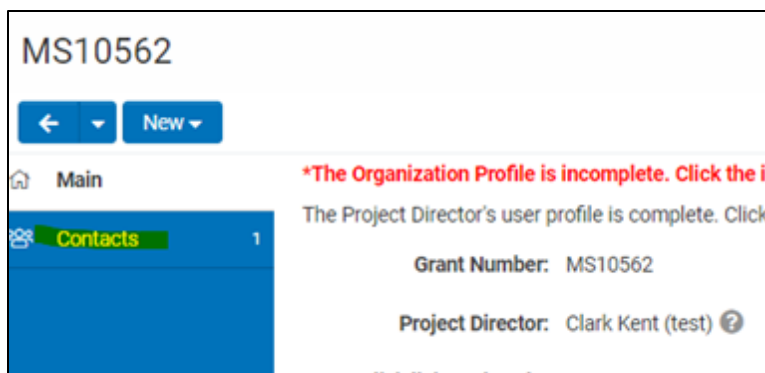 MS10562
New
Main
*The Organization Profile is incomplete. Click the
The Project Director's user profile is complete. Click
Contacts 1
Grant Number: MS10562
Project Director: Clark Kent (test)